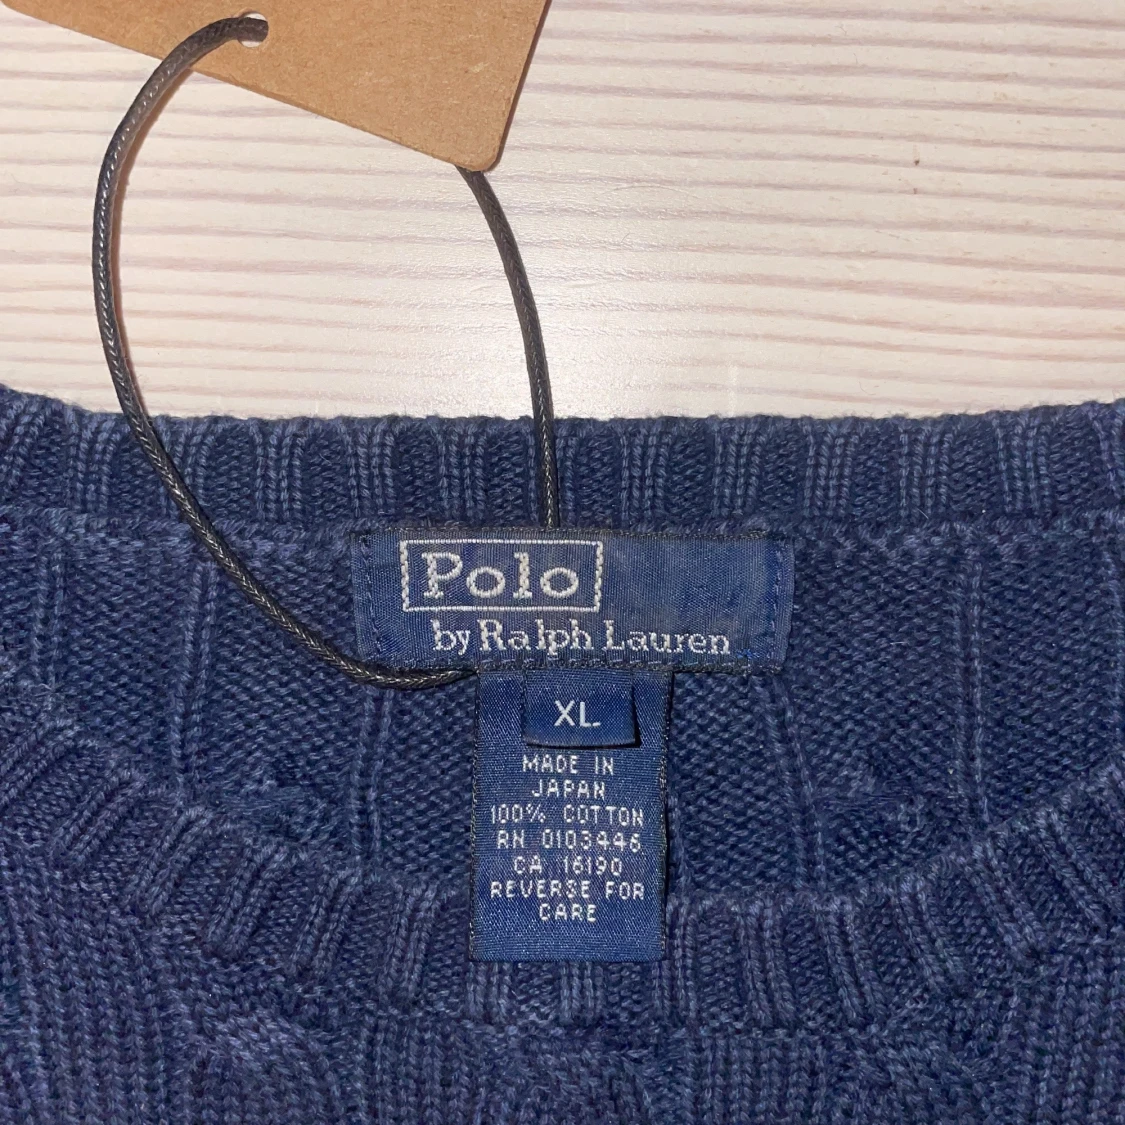 Polo
by Ralph Lauren
XL
MADE IN
JAPAN
100% COTTON
RN 0103446
CA 16190
REVERSE FOR
CARE